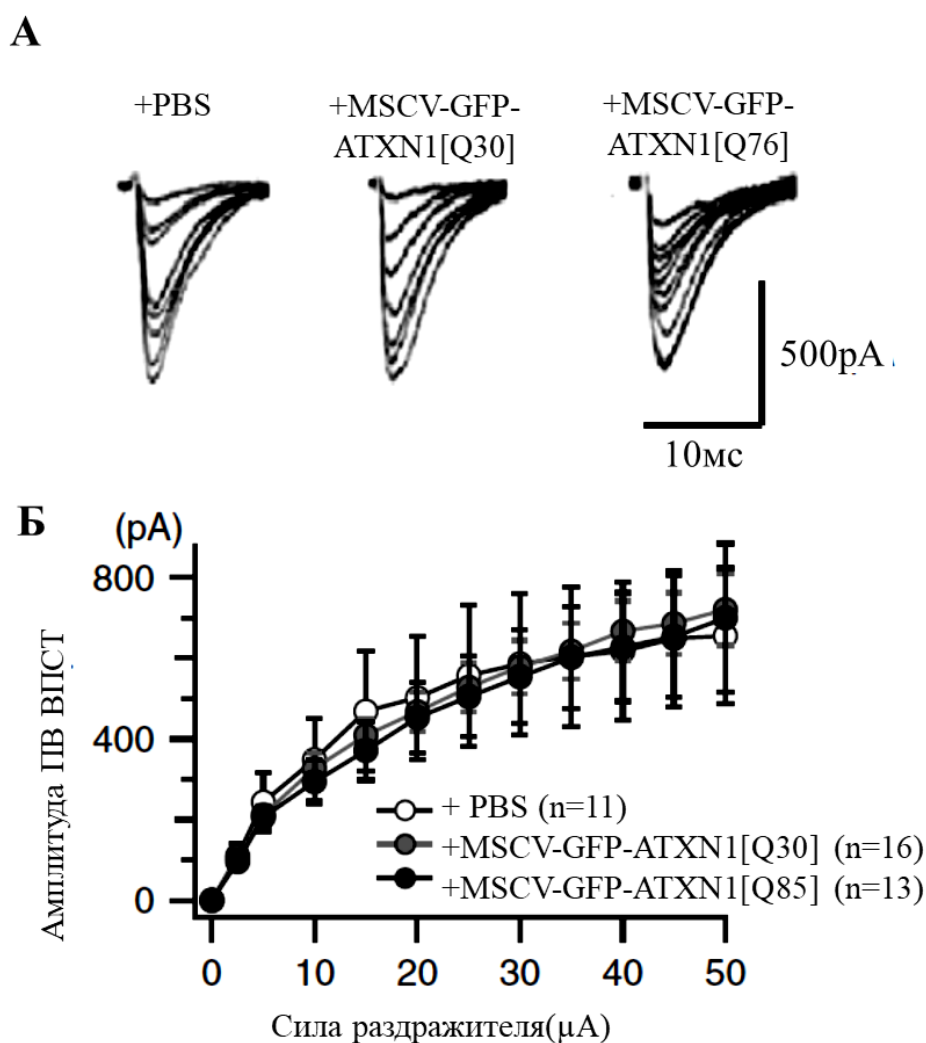 А
+PBS
+MSCV-GFP-
ATXN1[Q30]
+MSCV-GFP-
ATXN1[Q76]
500pA
10мс
Б
(pA)
800
400
0
Амплитуда ПВ ВПСТ
+ PBS (n=11)
+MSCV-GFP-ATXN1[Q30] (n=16)
+MSCV-GFP-ATXN1[Q85] (n=13)
0 10 20 30 40 50
Сила раздражителя(µA)